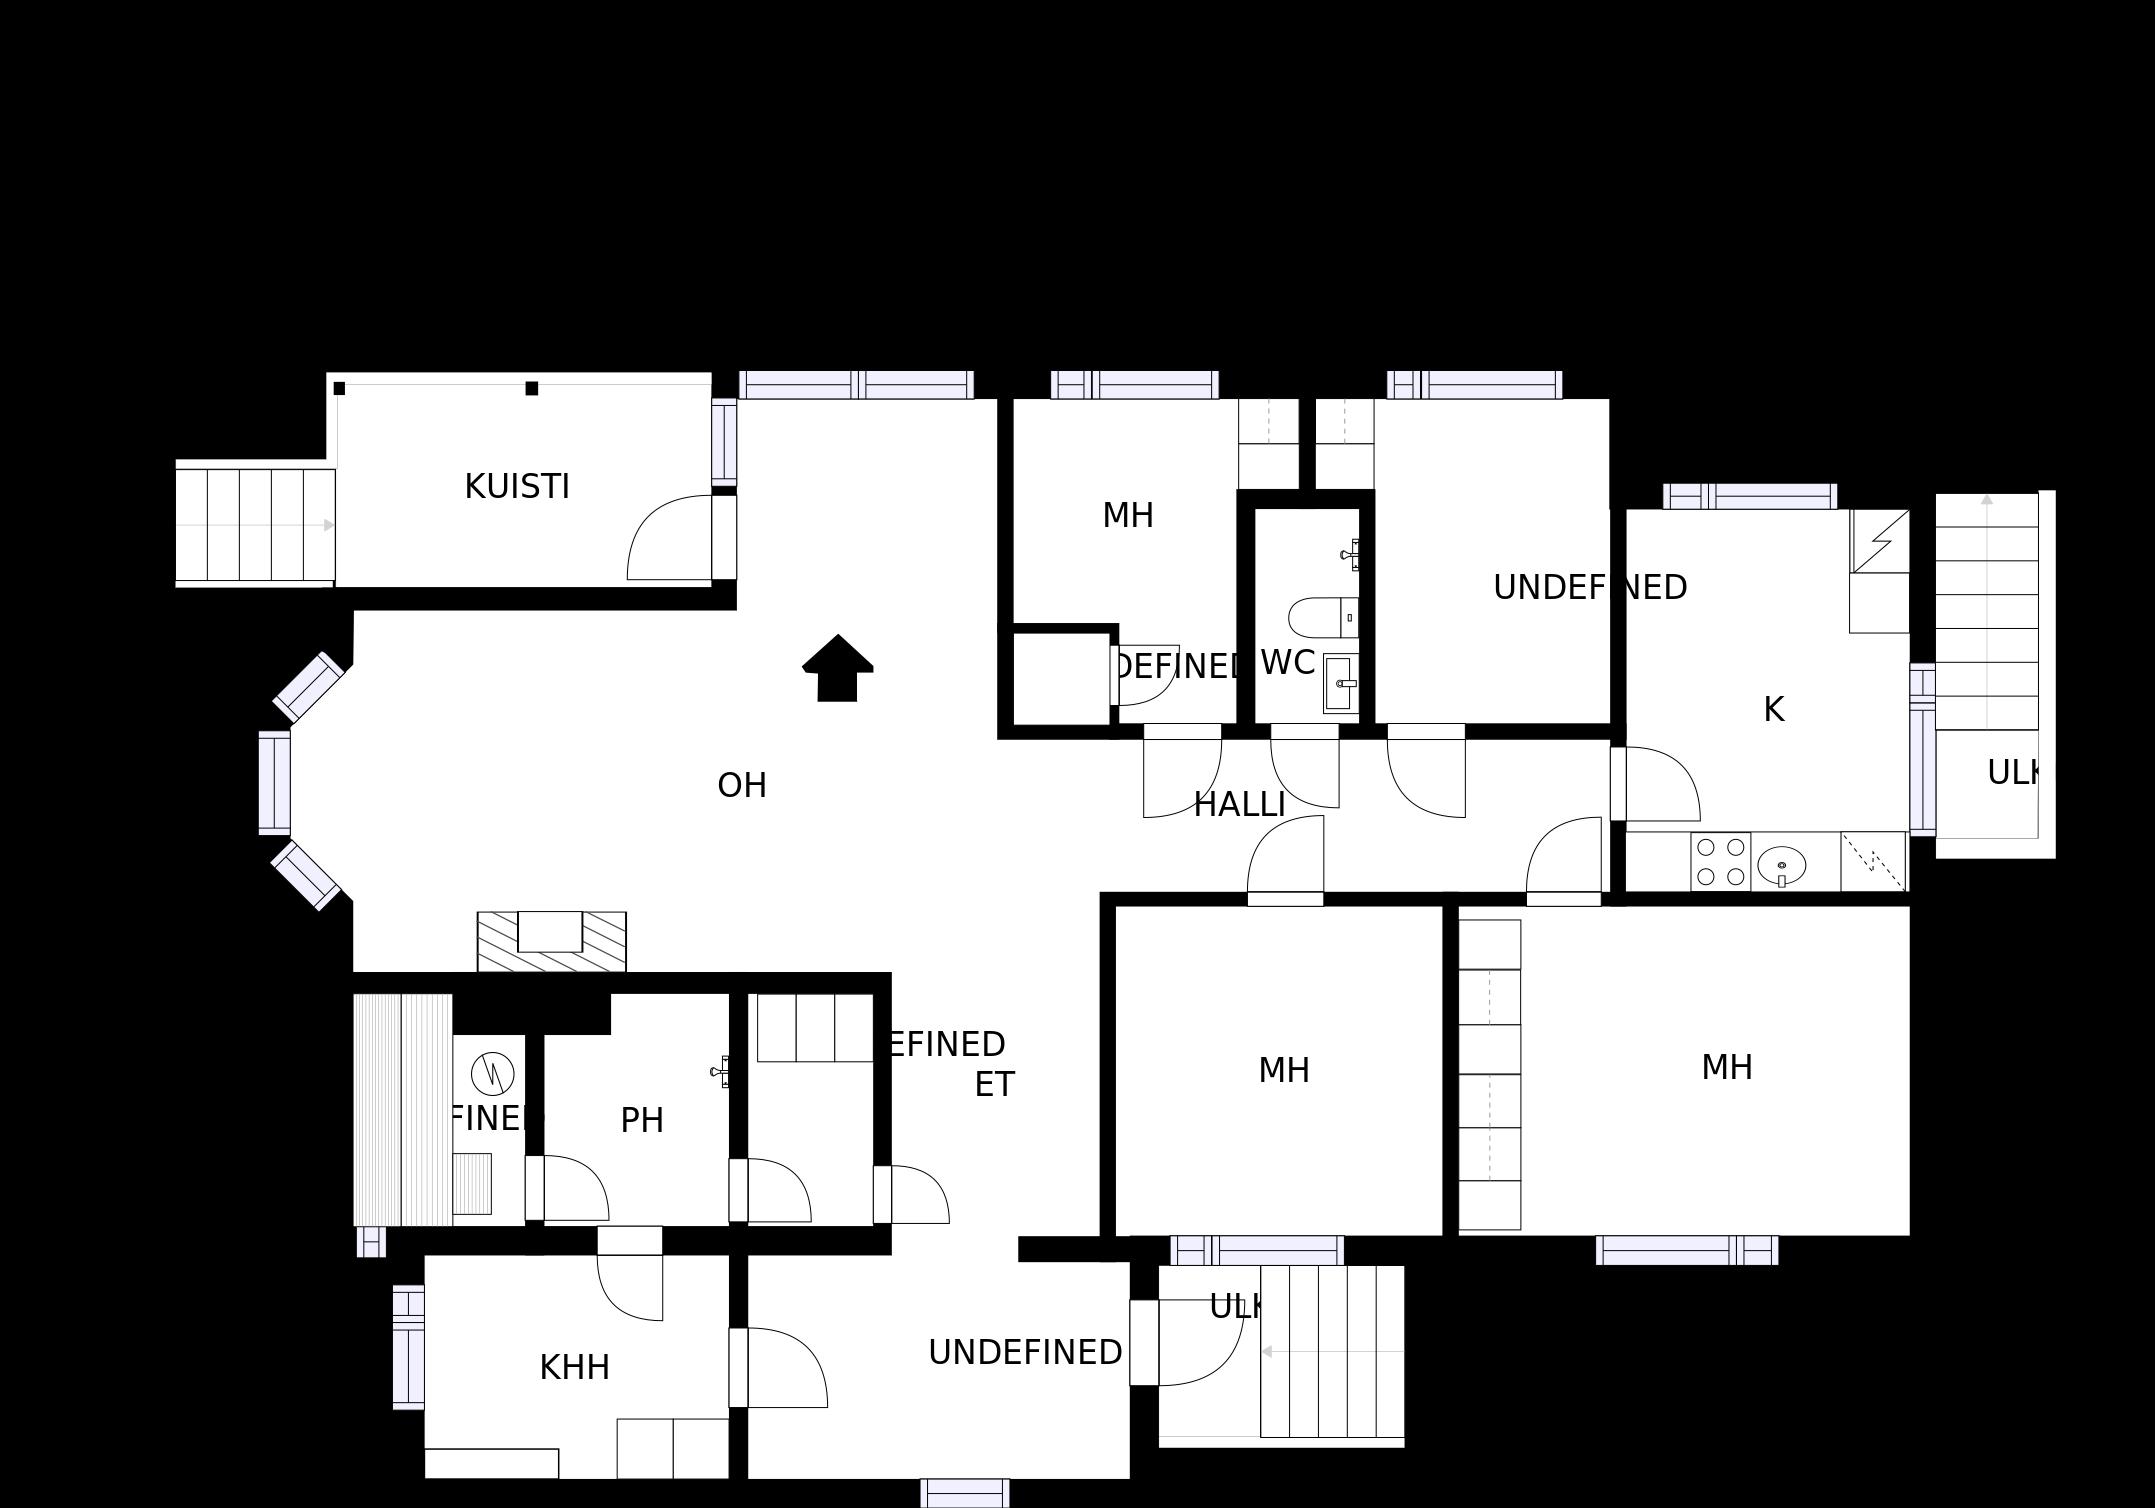 KUISTI
MH
UNDEFINED
DEFINED
WC
K
ULK
OH
HALLI
EFINED
ET
MH
MH
FINED
PH
ULK
UNDEFINED
KHH